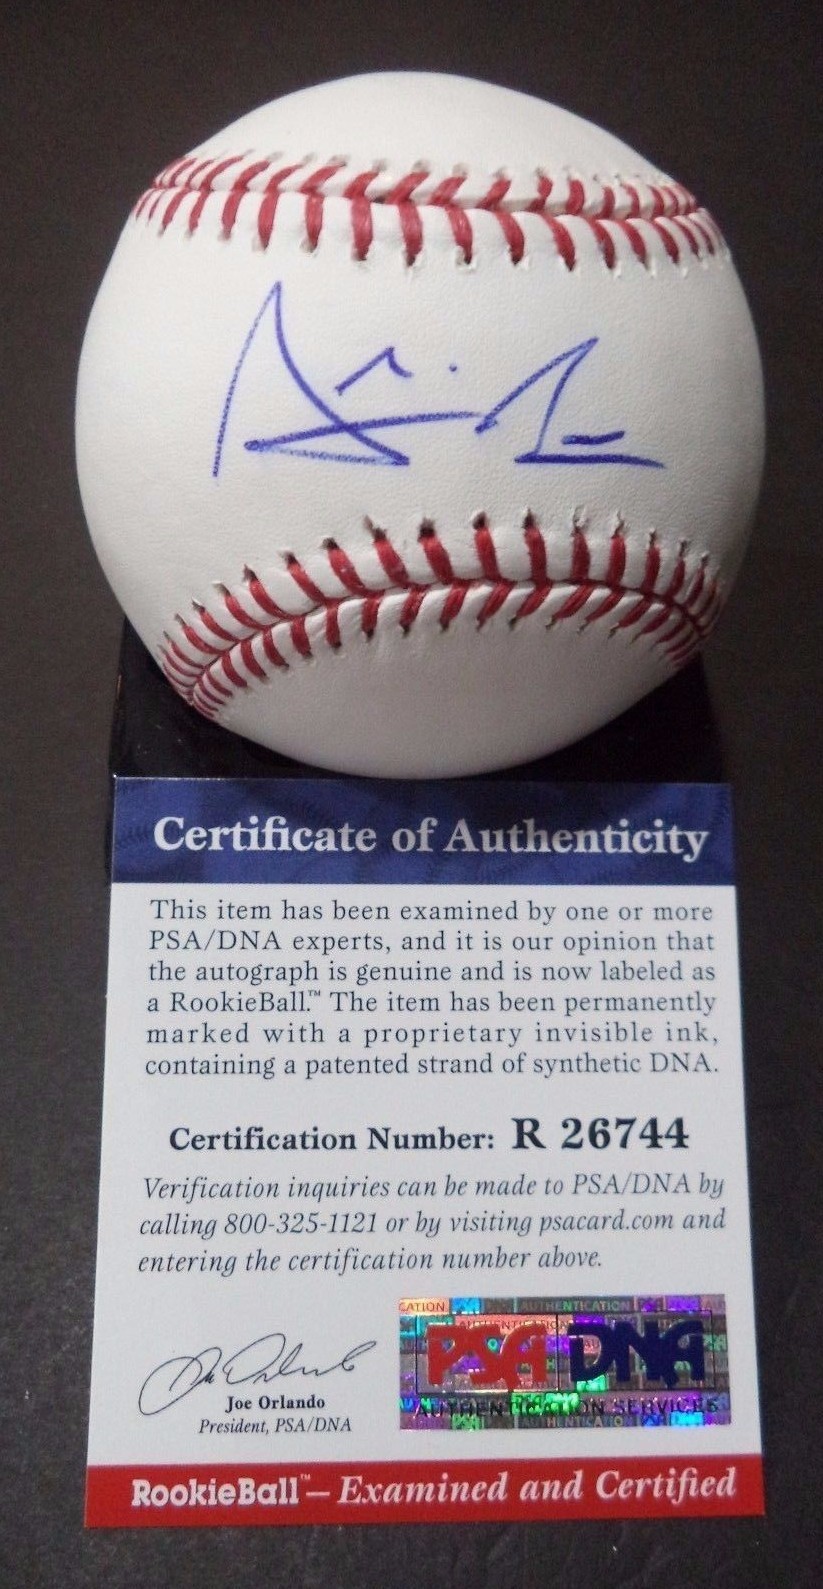 Certificate of Authenticity
This item has been examined by one or more
PSA/DNA experts, and it is our opinion that
the autograph is genuine and is now labeled as
a RookieBall.™ The item has been permanently
marked with a proprietary invisible ink,
containing a patented strand of synthetic DNA.
Certification Number: R 26744
Verification inquiries can be made to PSA/DNA by
calling 800-325-1121 or by visiting psacard.com and
entering the certification number above.
Joe Orlando
President, PSA/DNA
PSA DNA
AUTHENTICATION SERVICES
RookieBall™ — Examined and Certified